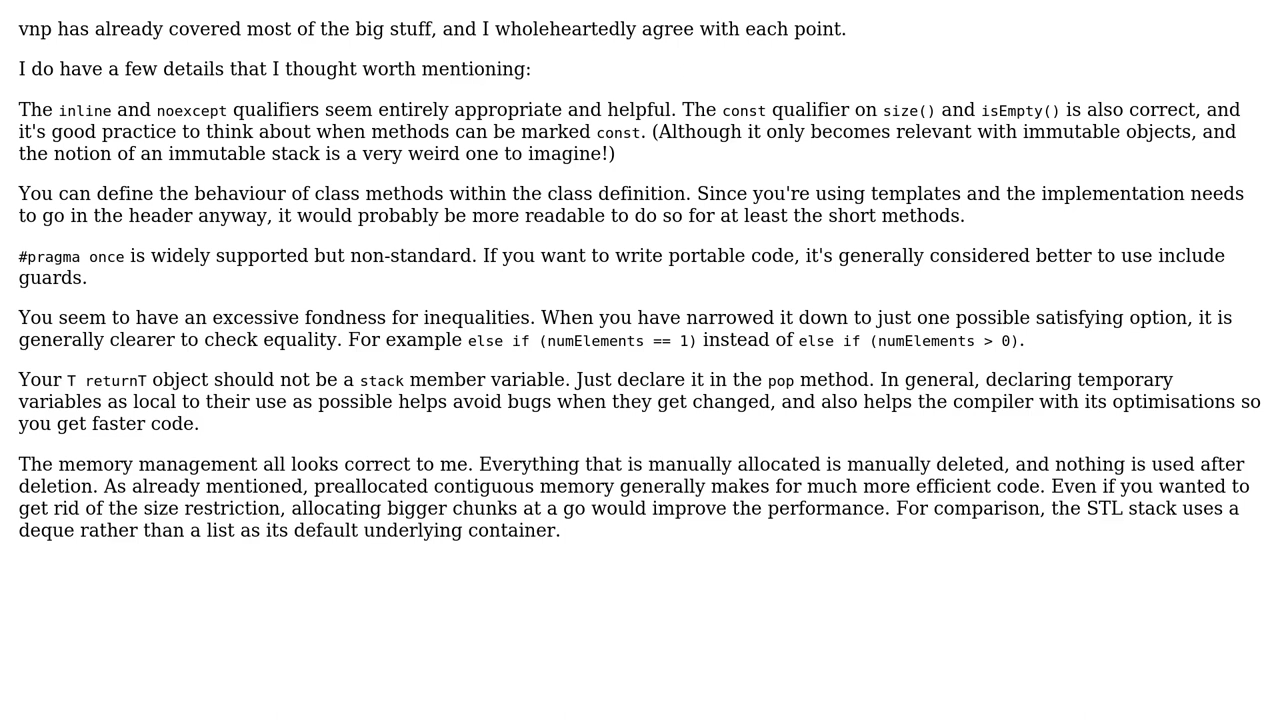 vnp has already covered most of the big stuff, and I wholeheartedly agree with each point.
I do have a few details that I thought worth mentioning:
The inline and noexcept qualifiers seem entirely appropriate and helpful. The const qualifier on size() and isEmpty() is also correct, and
it's good practice to think about when methods can be marked const. (Although it only becomes relevant with immutable objects, and
the notion of an immutable stack is a very weird one to imagine!)
You can define the behaviour of class methods within the class definition. Since you're using templates and the implementation needs
to go in the header anyway, it would probably be more readable to do so for at least the short methods.
#pragma once is widely supported but non-standard. If you want to write portable code, it's generally considered better to use include
guards.
You seem to have an excessive fondness for inequalities. When you have narrowed it down to just one possible satisfying option, it is
generally clearer to check equality. For example else if (numElements == 1) instead of else if (numElements > 0).
Your T returnT object should not be a stack member variable. Just declare it in the pop method. In general, declaring temporary
variables as local to their use as possible helps avoid bugs when they get changed, and also helps the compiler with its optimisations so
you get faster code.
The memory management all looks correct to me. Everything that is manually allocated is manually deleted, and nothing is used after
deletion. As already mentioned, preallocated contiguous memory generally makes for much more efficient code. Even if you wanted to
get rid of the size restriction, allocating bigger chunks at a go would improve the performance. For comparison, the STL stack uses a
deque rather than a list as its default underlying container.